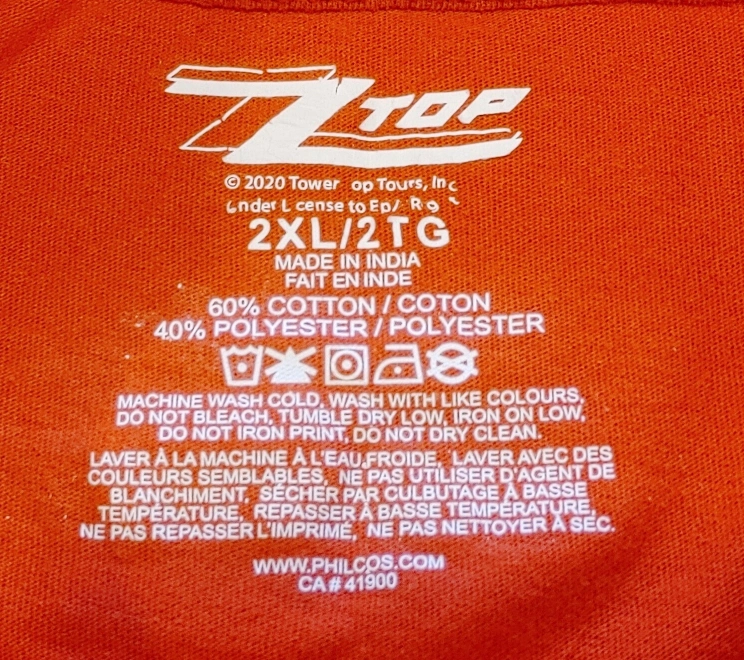 ZZ TOP
© 2020 Tower op Tours, Inc
under License to
2XL/2TG
MADE IN INDIA
FAIT EN INDE
60% COTTON / COTON
40% POLYESTER / POLYESTER
MACHINE WASH COLD, WASH WITH LIKE COLOURS,
DO NOT BLEACH, TUMBLE DRY LOW, IRON ON LOW,
DO NOT IRON PRINT, DO NOT DRY CLEAN.
LAVER À LA MACHINE À L'EAU FROIDE, LAVER AVEC DES
COULEURS SEMBLABLES, NE PAS UTILISER D'AGENT DE
BLANCHIMENT, SÉCHER PAR CULBUTAGE À BASSE
TEMPÉRATURE, REPASSER À BASSE TEMPÉRATURE,
NE PAS REPASSER L'IMPRIMÉ, NE PAS NETTOYER À SEC.
WWW.PHILCOS.COM
CA # 41900